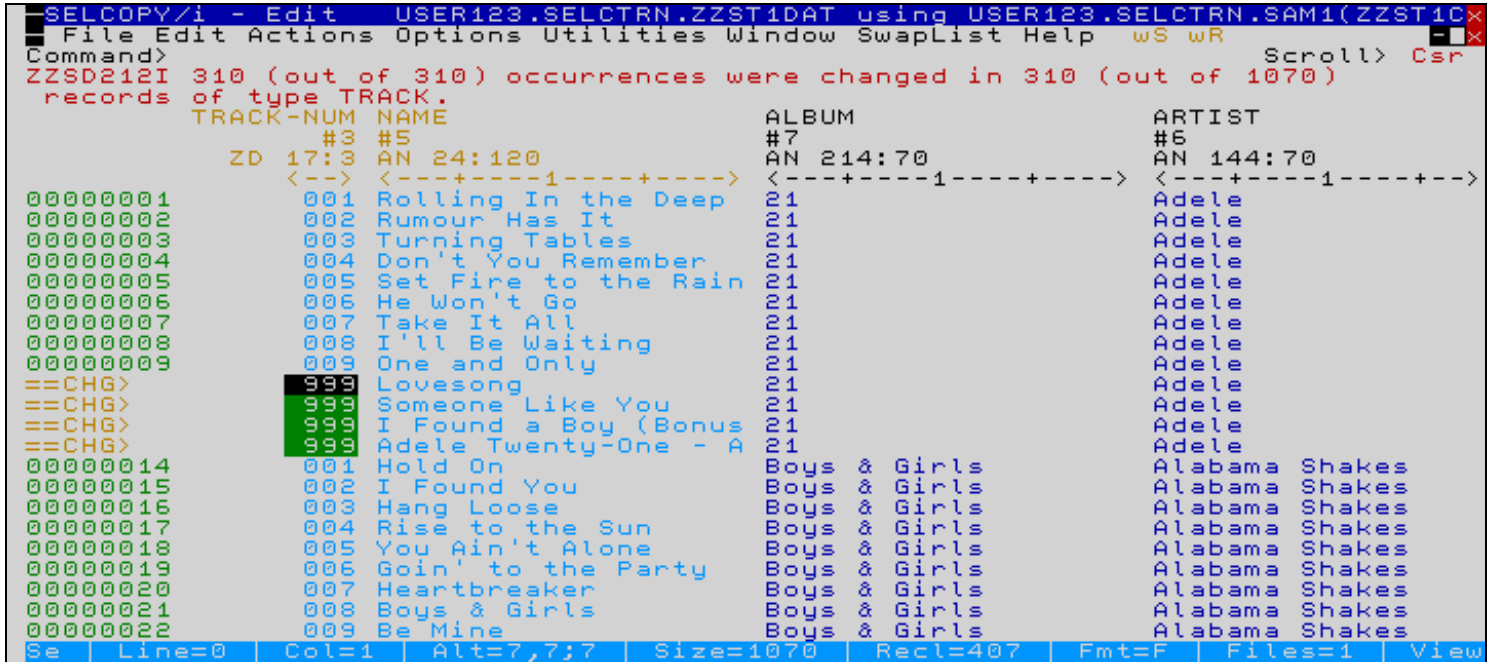 SELCOPY/i - Edit USER123.SELCTRN.ZZST1DAT using USER123.SELCTRN.SAM1(ZZST1C x
File Edit Actions Options Utilities Window SwapList Help wS wR - x
Command> Scroll> Csr
ZZSD212I 310 (out of 310) occurrences were changed in 310 (out of 1070)
records of type TRACK.
TRACK-NUM NAME ALBUM ARTIST
#3 #5 #7 #6
ZD 17:3 AN 24:120 AN 214:70 AN 144:70
<--> <---+----1----+----> <---+----1----+----> <---+----1----+-->
00000001 001 Rolling In the Deep 21 Adele
00000002 002 Rumour Has It 21 Adele
00000003 003 Turning Tables 21 Adele
00000004 004 Don't You Remember 21 Adele
00000005 005 Set Fire to the Rain 21 Adele
00000006 006 He Won't Go 21 Adele
00000007 007 Take It All 21 Adele
00000008 008 I'll Be Waiting 21 Adele
00000009 009 One and Only 21 Adele
==CHG> 999 Lovesong 21 Adele
==CHG> 999 Someone Like You 21 Adele
==CHG> 999 I Found a Boy (Bonus 21 Adele
==CHG> 999 Adele Twenty-One - A 21 Adele
00000014 001 Hold On Boys & Girls Alabama Shakes
00000015 002 I Found You Boys & Girls Alabama Shakes
00000016 003 Hang Loose Boys & Girls Alabama Shakes
00000017 004 Rise to the Sun Boys & Girls Alabama Shakes
00000018 005 You Ain't Alone Boys & Girls Alabama Shakes
00000019 006 Goin' to the Party Boys & Girls Alabama Shakes
00000020 007 Heartbreaker Boys & Girls Alabama Shakes
00000021 008 Boys & Girls Boys & Girls Alabama Shakes
00000022 009 Be Mine Boys & Girls Alabama Shakes
Se | Line=0 | Col=1 | Alt=7,7;7 | Size=1070 | Recl=407 | Fmt=F | Files=1 | View